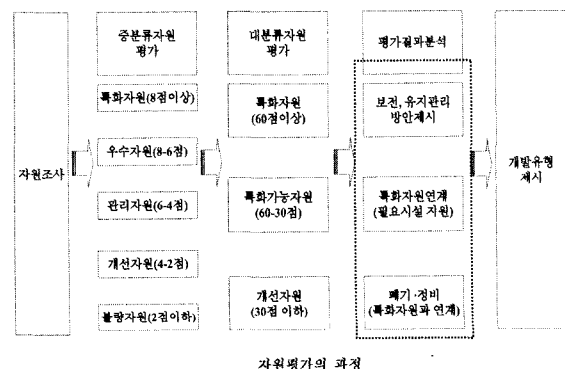 자원조사
중분류자원
평가
특화자원(8점이상)
우수자원(8-6점)
관리자원(6-4점)
개선자원(4-2점)
불량자원(2점이하)
대분류자원
평가
특화자원
(60점이상)
특화가능자원
(60-30점)
개선자원
(30점 이하)
평가결과분석
보전, 유지관리
방안제시
특화자원연계
(필요시설 지원)
폐기·정비
(특화자원과 연계)
개발유형
제시
자원평가의 과정